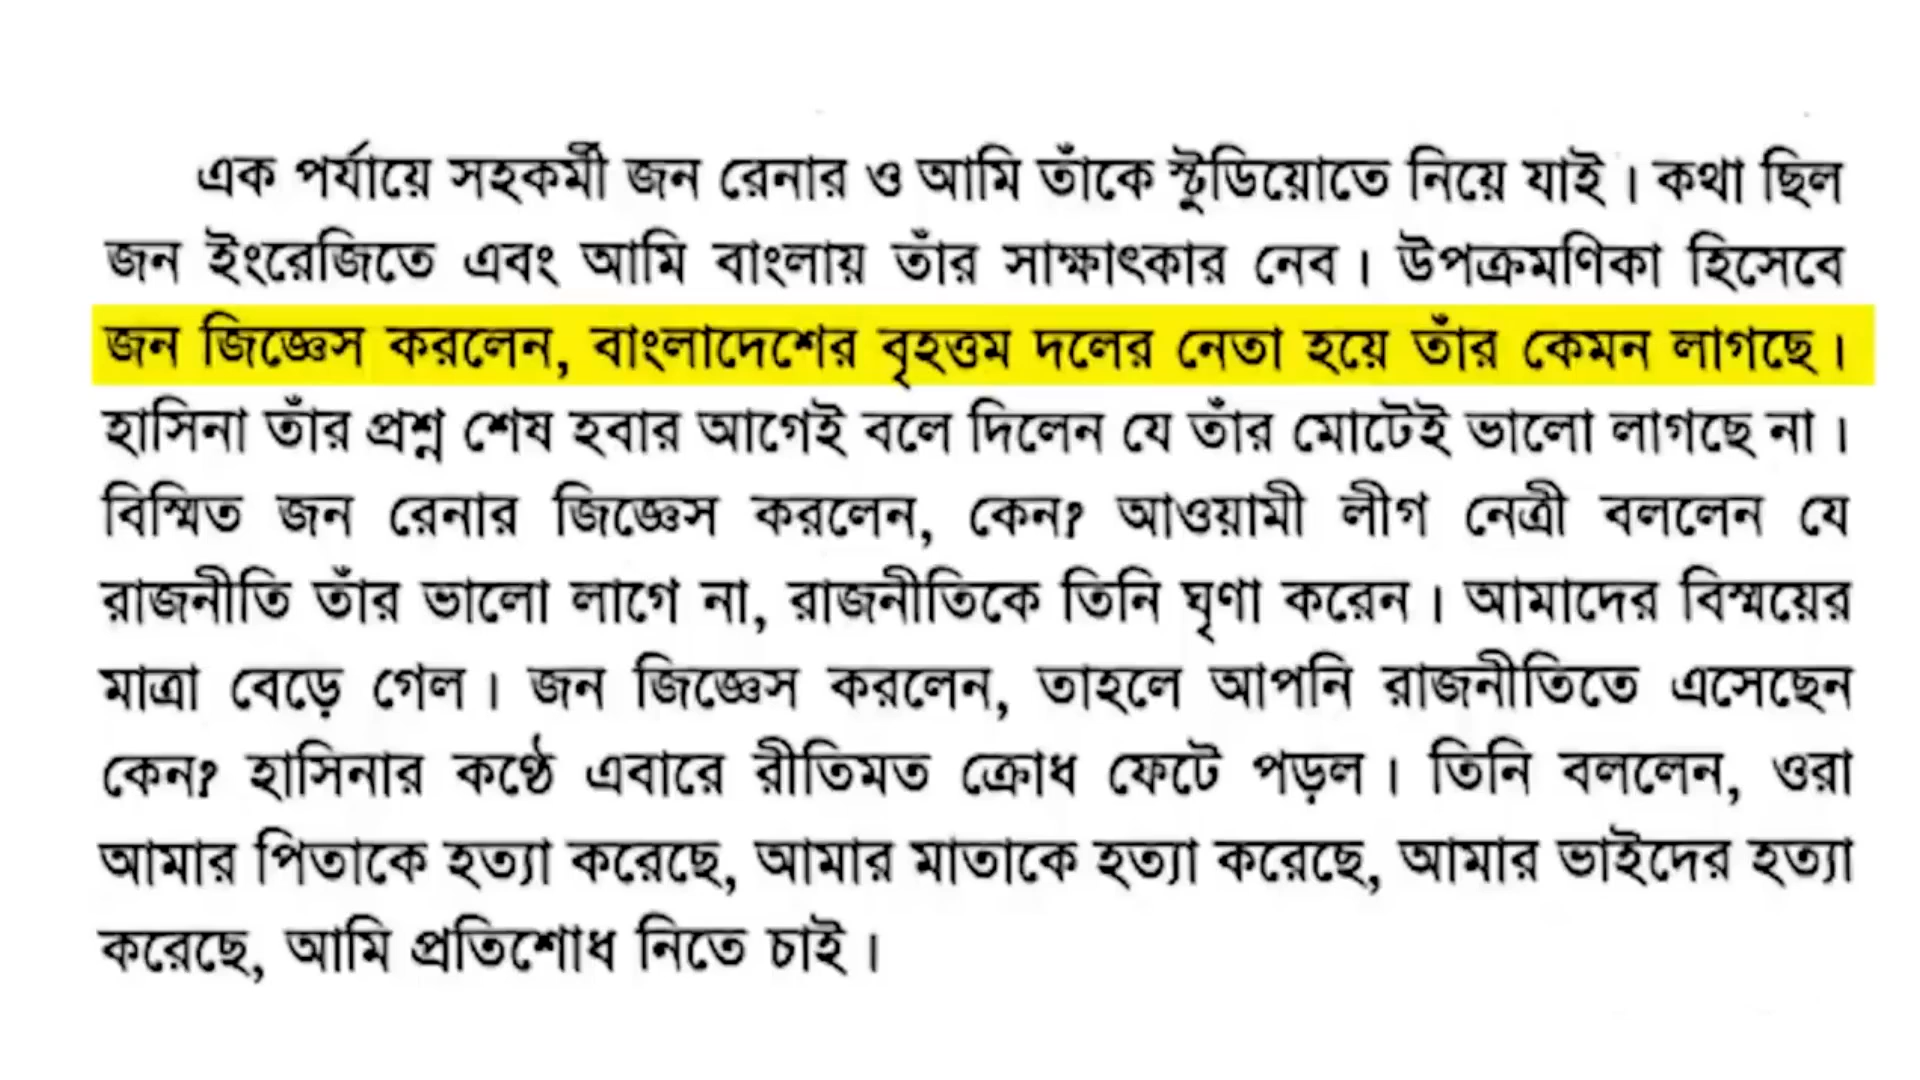 এক পর্যায়ে সহকর্মী জন রেনার ও আমি তাঁকে স্টুডিয়োতে নিয়ে যাই। কথা ছিল
জন ইংরেজিতে এবং আমি বাংলায় তাঁর সাক্ষাৎকার নেব। উপক্রমণিকা হিসেবে
জন জিজ্ঞেস করলেন, বাংলাদেশের বৃহত্তম দলের নেতা হয়ে তাঁর কেমন লাগছে।
হাসিনা তাঁর প্রশ্ন শেষ হবার আগেই বলে দিলেন যে তাঁর মোটেই ভালো লাগছে না।
বিস্মিত জন রেনার জিজ্ঞেস করলেন, কেন? আওয়ামী লীগ নেত্রী বললেন যে
রাজনীতি তাঁর ভালো লাগে না, রাজনীতিকে তিনি ঘৃণা করেন। আমাদের বিস্ময়ের
মাত্রা বেড়ে গেল। জন জিজ্ঞেস করলেন, তাহলে আপনি রাজনীতিতে এসেছেন
কেন? হাসিনার কণ্ঠে এবারে রীতিমত ক্রোধ ফেটে পড়ল। তিনি বললেন, ওরা
আমার পিতাকে হত্যা করেছে, আমার মাতাকে হত্যা করেছে, আমার ভাইদের হত্যা
করেছে, আমি প্রতিশোধ নিতে চাই।